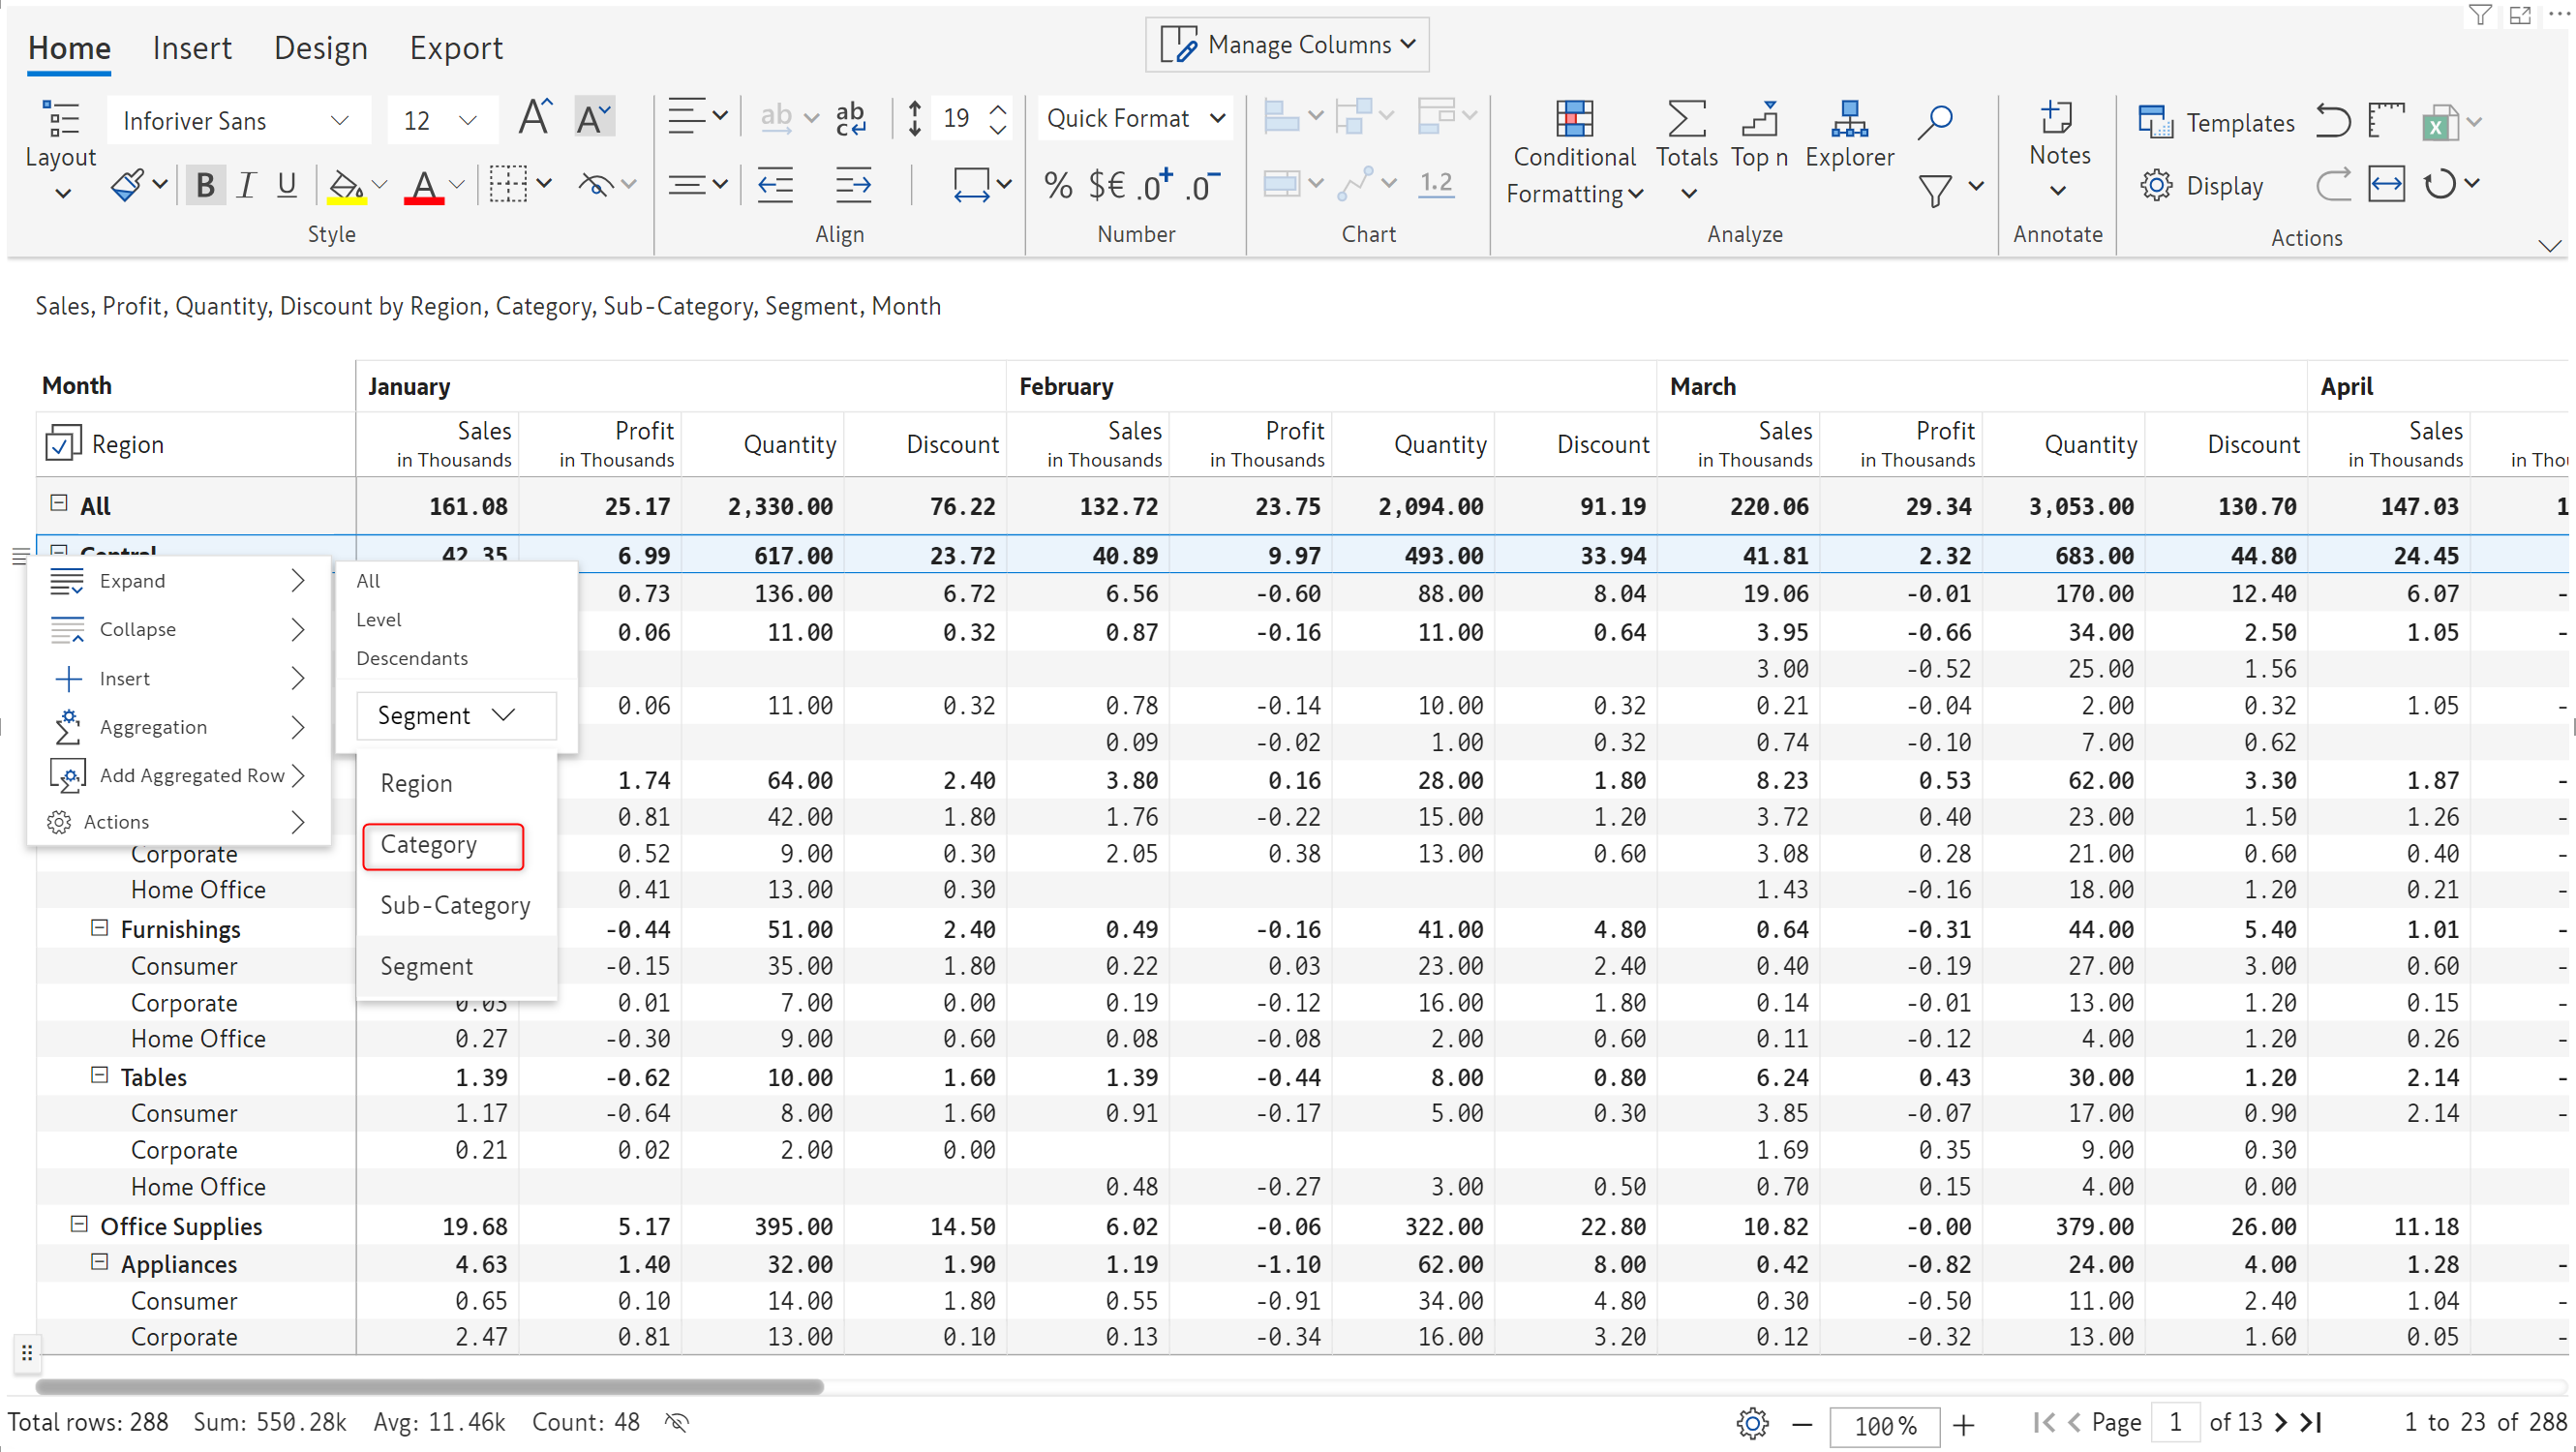 Home Insert Design Export
Manage Columns
Inforiver Sans 12
ab ab c 19 Quick Format
Layout
B I U A
% $€ .0+ .0- 1.2
Conditional Formatting
Totals Top n Explorer
Notes
Templates
Display
Style Align Number Chart Analyze Annotate Actions
Sales, Profit, Quantity, Discount by Region, Category, Sub-Category, Segment, Month
Month January February March April
Region Sales in Thousands Profit in Thousands Quantity Discount Sales in Thousands Profit in Thousands Quantity Discount Sales in Thousands Profit in Thousands Quantity Discount Sales in Thousands in Thou
All 161.08 25.17 2,330.00 76.22 132.72 23.75 2,094.00 91.19 220.06 29.34 3,053.00 130.70 147.03 1
Central 42.35 6.99 617.00 23.72 40.89 9.97 493.00 33.94 41.81 2.32 683.00 44.80 24.45
Expand
Collapse
Insert
Aggregation
Add Aggregated Row
Actions
All
Level
Descendants
Segment
Region
Category
Sub-Category
Segment
0.73 136.00 6.72 6.56 -0.60 88.00 8.04 19.06 -0.01 170.00 12.40 6.07 -
0.06 11.00 0.32 0.87 -0.16 11.00 0.64 3.95 -0.66 34.00 2.50 1.05 -
3.00 -0.52 25.00 1.56
0.06 11.00 0.32 0.78 -0.14 10.00 0.32 0.21 -0.04 2.00 0.32 1.05 -
0.09 -0.02 1.00 0.32 0.74 -0.10 7.00 0.62
1.74 64.00 2.40 3.80 0.16 28.00 1.80 8.23 0.53 62.00 3.30 1.87 -
0.81 42.00 1.80 1.76 -0.22 15.00 1.20 3.72 0.40 23.00 1.50 1.26 -
Corporate 0.52 9.00 0.30 2.05 0.38 13.00 0.60 3.08 0.28 21.00 0.60 0.40 -
Home Office 0.41 13.00 0.30 1.43 -0.16 18.00 1.20 0.21 -
Furnishings -0.44 51.00 2.40 0.49 -0.16 41.00 4.80 0.64 -0.31 44.00 5.40 1.01 -
Consumer -0.15 35.00 1.80 0.22 0.03 23.00 2.40 0.40 -0.19 27.00 3.00 0.60 -
Corporate 0.03 0.01 7.00 0.00 0.19 -0.12 16.00 1.80 0.14 -0.01 13.00 1.20 0.15 -
Home Office 0.27 -0.30 9.00 0.60 0.08 -0.08 2.00 0.60 0.11 -0.12 4.00 1.20 0.26 -
Tables 1.39 -0.62 10.00 1.60 1.39 -0.44 8.00 0.80 6.24 0.43 30.00 1.20 2.14 -
Consumer 1.17 -0.64 8.00 1.60 0.91 -0.17 5.00 0.30 3.85 -0.07 17.00 0.90 2.14 -
Corporate 0.21 0.02 2.00 0.00 1.69 0.35 9.00 0.30
Home Office 0.48 -0.27 3.00 0.50 0.70 0.15 4.00 0.00
Office Supplies 19.68 5.17 395.00 14.50 6.02 -0.06 322.00 22.80 10.82 -0.00 379.00 26.00 11.18
Appliances 4.63 1.40 32.00 1.90 1.19 -1.10 62.00 8.00 0.42 -0.82 24.00 4.00 1.28 -
Consumer 0.65 0.10 14.00 1.80 0.55 -0.91 34.00 4.80 0.30 -0.50 11.00 2.40 1.04 -
Corporate 2.47 0.81 13.00 0.10 0.13 -0.34 16.00 3.20 0.12 -0.32 13.00 1.60 0.05 -
Total rows: 288 Sum: 550.28k Avg: 11.46k Count: 48 100% Page 1 of 13 1 to 23 of 288